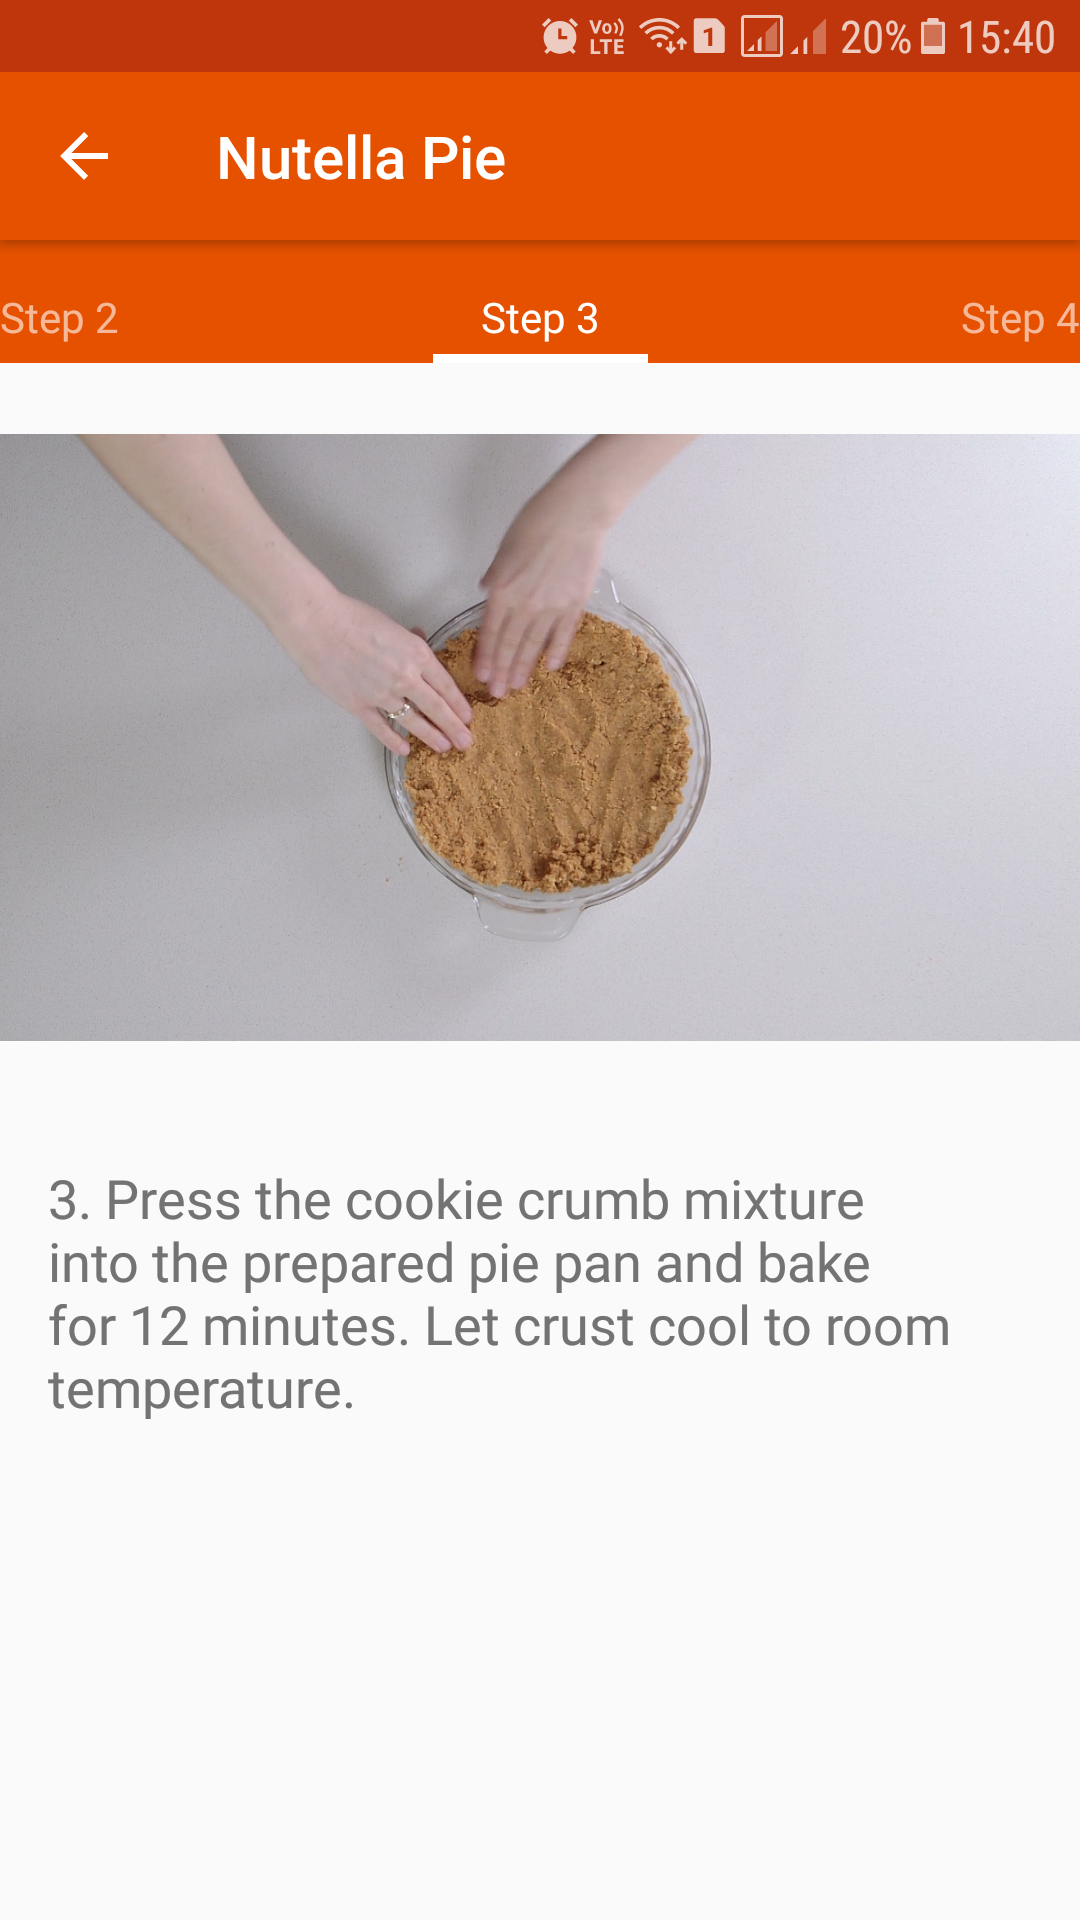 Vo)) LTE 1 20% 15:40
Nutella Pie
Step 2 Step 3 Step 4
3. Press the cookie crumb mixture
into the prepared pie pan and bake
for 12 minutes. Let crust cool to room
temperature.